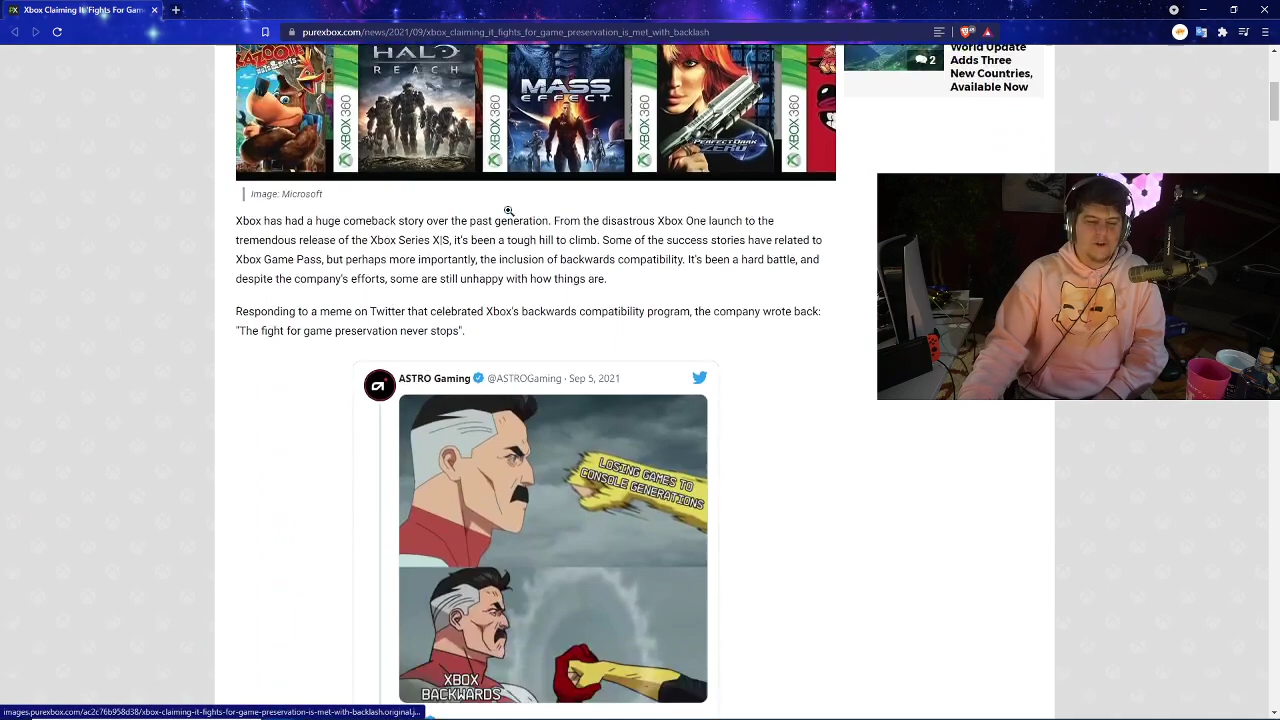 Xbox Claiming It 'Fights For Gam
purexbox.com/news/2021/09/xbox_claiming_it_fights_for_game_preservation_is_met_with_backlash
World Update
Adds Three
New Countries,
Available Now
2
HALO
REACH
XBOX 360
MASS
EFFECT
XBOX 360
PERFECT DARK
ZERO
XBOX 360
Image: Microsoft
Xbox has had a huge comeback story over the past generation. From the disastrous Xbox One launch to the
tremendous release of the Xbox Series X|S, it's been a tough hill to climb. Some of the success stories have related to
Xbox Game Pass, but perhaps more importantly, the inclusion of backwards compatibility. It's been a hard battle, and
despite the company's efforts, some are still unhappy with how things are.
Responding to a meme on Twitter that celebrated Xbox's backwards compatibility program, the company wrote back:
"The fight for game preservation never stops".
ASTRO Gaming @ASTROGaming · Sep 5, 2021
LOSING GAMES TO
CONSOLE GENERATIONS
XBOX
BACKWARDS
images.purexbox.com/ac2c76b958d38/xbox-claiming-it-fights-for-game-preservation-is-met-with-backlash.original.j...